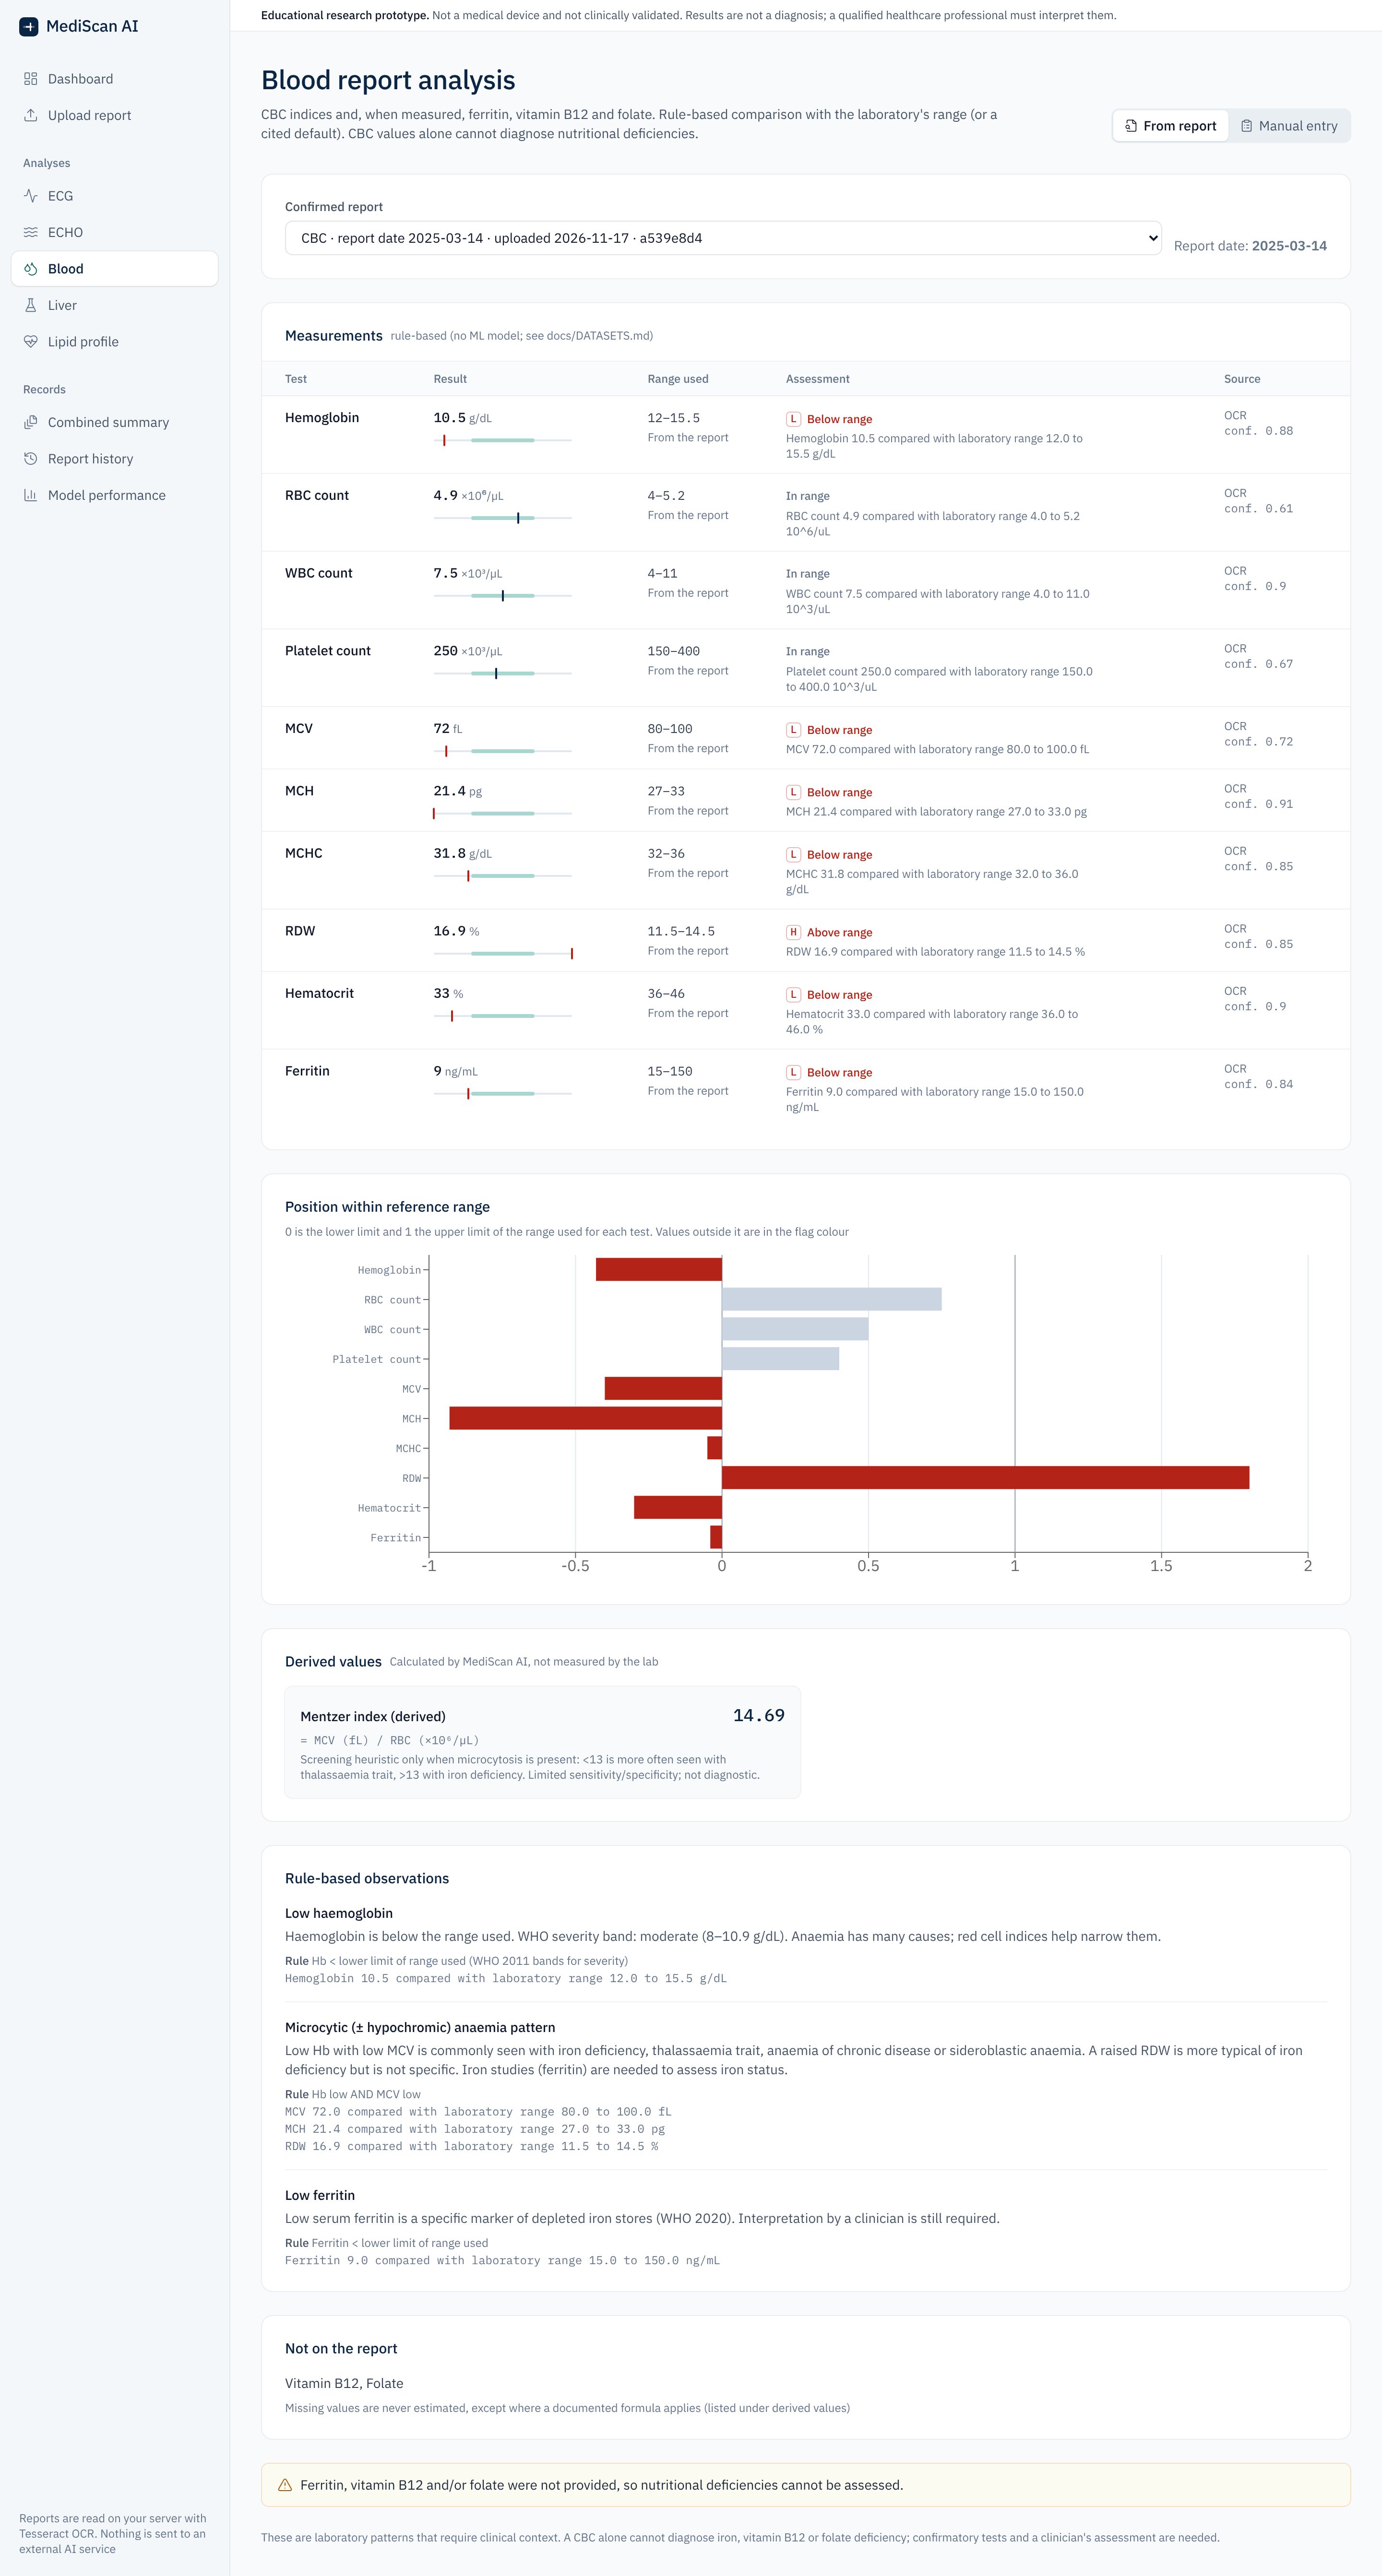 MediScan AI
Dashboard
Upload report
Analyses
ECG
ECHO
Blood
Liver
Lipid profile
Records
Combined summary
Report history
Model performance
Reports are read on your server with
Tesseract OCR. Nothing is sent to an
external AI service
Educational research prototype. Not a medical device and not clinically validated. Results are not a diagnosis; a qualified healthcare professional must interpret them.
Blood report analysis
CBC indices and, when measured, ferritin, vitamin B12 and folate. Rule-based comparison with the laboratory's range (or a
cited default). CBC values alone cannot diagnose nutritional deficiencies.
From report
Manual entry
Confirmed report
CBC · report date 2025-03-14 · uploaded 2026-11-17 · a539e8d4
Report date: 2025-03-14
Measurements rule-based (no ML model; see docs/DATASETS.md)
Test Result Range used Assessment Source
Hemoglobin 10.5 g/dL 12–15.5 L Below range OCR
From the report Hemoglobin 10.5 compared with laboratory range 12.0 to conf. 0.88
15.5 g/dL
RBC count 4.9 ×10⁶/µL 4–5.2 In range OCR
From the report RBC count 4.9 compared with laboratory range 4.0 to 5.2 conf. 0.61
10^6/uL
WBC count 7.5 ×10³/µL 4–11 In range OCR
From the report WBC count 7.5 compared with laboratory range 4.0 to 11.0 conf. 0.9
10^3/uL
Platelet count 250 ×10³/µL 150–400 In range OCR
From the report Platelet count 250.0 compared with laboratory range 150.0 conf. 0.67
to 400.0 10^3/uL
MCV 72 fL 80–100 L Below range OCR
From the report MCV 72.0 compared with laboratory range 80.0 to 100.0 fL conf. 0.72
MCH 21.4 pg 27–33 L Below range OCR
From the report MCH 21.4 compared with laboratory range 27.0 to 33.0 pg conf. 0.91
MCHC 31.8 g/dL 32–36 L Below range OCR
From the report MCHC 31.8 compared with laboratory range 32.0 to 36.0 conf. 0.85
g/dL
RDW 16.9 % 11.5–14.5 H Above range OCR
From the report RDW 16.9 compared with laboratory range 11.5 to 14.5 % conf. 0.85
Hematocrit 33 % 36–46 L Below range OCR
From the report Hematocrit 33.0 compared with laboratory range 36.0 to conf. 0.9
46.0 %
Ferritin 9 ng/mL 15–150 L Below range OCR
From the report Ferritin 9.0 compared with laboratory range 15.0 to 150.0 conf. 0.84
ng/mL
Position within reference range
0 is the lower limit and 1 the upper limit of the range used for each test. Values outside it are in the flag colour
Hemoglobin
RBC count
WBC count
Platelet count
MCV
MCH
MCHC
RDW
Hematocrit
Ferritin
-1 -0.5 0 0.5 1 1.5 2
Derived values Calculated by MediScan AI, not measured by the lab
Mentzer index (derived) 14.69
= MCV (fL) / RBC (×10⁶/µL)
Screening heuristic only when microcytosis is present: <13 is more often seen with
thalassaemia trait, >13 with iron deficiency. Limited sensitivity/specificity; not diagnostic.
Rule-based observations
Low haemoglobin
Haemoglobin is below the range used. WHO severity band: moderate (8–10.9 g/dL). Anaemia has many causes; red cell indices help narrow them.
Rule Hb < lower limit of range used (WHO 2011 bands for severity)
Hemoglobin 10.5 compared with laboratory range 12.0 to 15.5 g/dL
Microcytic (± hypochromic) anaemia pattern
Low Hb with low MCV is commonly seen with iron deficiency, thalassaemia trait, anaemia of chronic disease or sideroblastic anaemia. A raised RDW is more typical of iron
deficiency but is not specific. Iron studies (ferritin) are needed to assess iron status.
Rule Hb low AND MCV low
MCV 72.0 compared with laboratory range 80.0 to 100.0 fL
MCH 21.4 compared with laboratory range 27.0 to 33.0 pg
RDW 16.9 compared with laboratory range 11.5 to 14.5 %
Low ferritin
Low serum ferritin is a specific marker of depleted iron stores (WHO 2020). Interpretation by a clinician is still required.
Rule Ferritin < lower limit of range used
Ferritin 9.0 compared with laboratory range 15.0 to 150.0 ng/mL
Not on the report
Vitamin B12, Folate
Missing values are never estimated, except where a documented formula applies (listed under derived values)
Ferritin, vitamin B12 and/or folate were not provided, so nutritional deficiencies cannot be assessed.
These are laboratory patterns that require clinical context. A CBC alone cannot diagnose iron, vitamin B12 or folate deficiency; confirmatory tests and a clinician's assessment are needed.